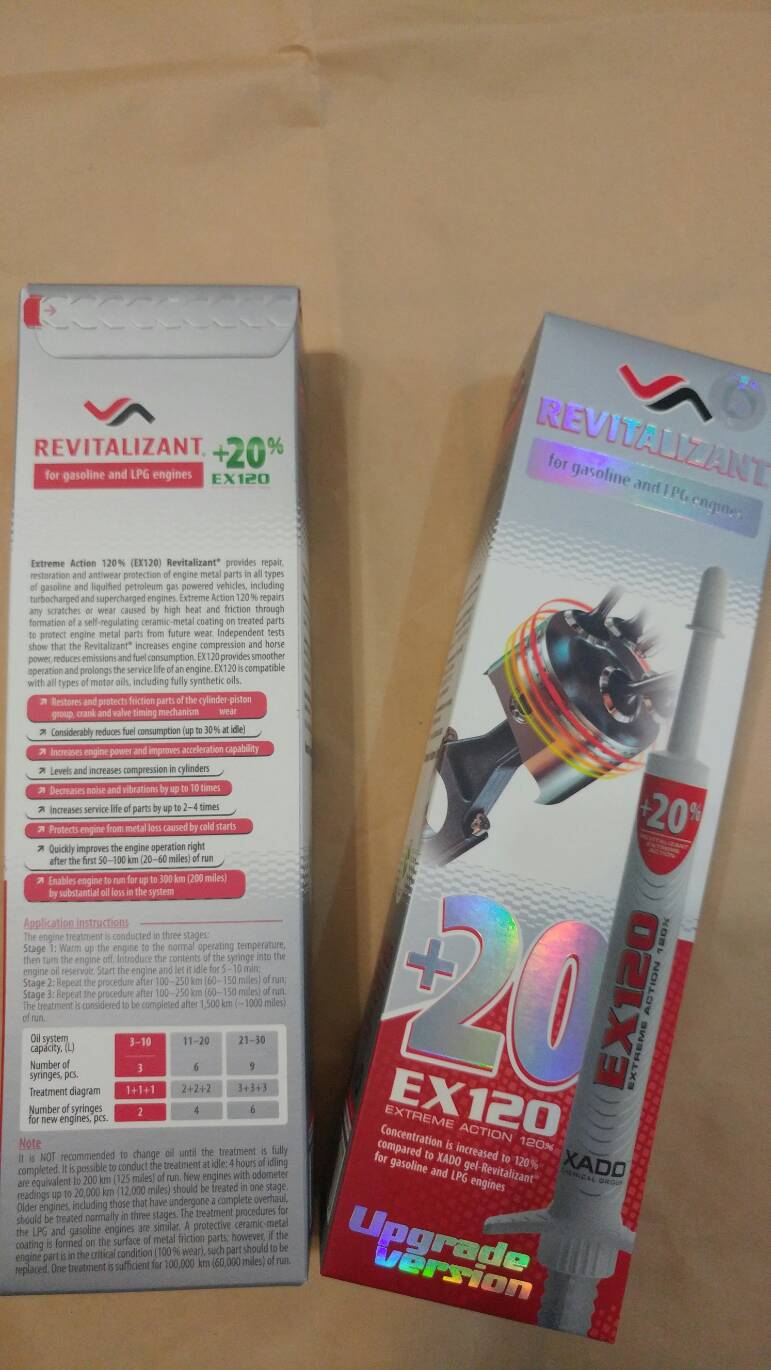 REVITALIZANT® +20%
for gasoline and LPG engines
EX120
Extreme Action 120% (EX120) Revitalizant® provides repair,
restoration and antiwear protection of engine metal parts in all types
of gasoline and liquified petroleum gas powered vehicles, including
turbocharged and supercharged engines. Extreme Action 120% repairs
any scratches or wear caused by high heat and friction through
formation of a self-regulating ceramic-metal coating on treated parts
to protect engine metal parts from future wear. Independent tests
show that the Revitalizant® increases engine compression and horse
power, reduces emissions and fuel consumption. EX120 provides smoother
operation and prolongs the service life of an engine. EX120 is compatible
with all types of motor oils, including fully synthetic oils.
Restores and protects friction parts of the cylinder-piston
group, crank and valve timing mechanism wear
Considerably reduces fuel consumption (up to 30% at idle)
Increases engine power and improves acceleration capability
Levels and increases compression in cylinders
Decreases noise and vibrations by up to 10 times
Increases service life of parts by up to 2–4 times
Protects engine from metal loss caused by cold starts
Quickly improves the engine operation right
after the first 50–100 km (20–60 miles) of run
Enables engine to run for up to 300 km (200 miles)
by substantial oil loss in the system
Application instructions
The engine treatment is conducted in three stages:
Stage 1: Warm up the engine to the normal operating temperature,
then turn the engine off. Introduce the contents of the syringe into the
engine oil reservoir. Start the engine and let it idle for 5–10 min;
Stage 2: Repeat the procedure after 100–250 km (60–150 miles) of run;
Stage 3: Repeat the procedure after 100–250 km (60–150 miles) of run.
The treatment is considered to be completed after 1,500 km (~1000 miles)
of run.
Oil system
capacity, (L) 3–10 11–20 21–30
Number of
syringes, pcs. 3 6 9
Treatment diagram 1+1+1 2+2+2 3+3+3
Number of syringes
for new engines, pcs. 2 4 6
Note
It is NOT recommended to change oil until the treatment is fully
completed. It is possible to conduct the treatment at idle: 4 hours of idling
are equivalent to 200 km (125 miles) of run. New engines with odometer
readings up to 20,000 km (12,000 miles) should be treated in one stage.
Older engines, including those that have undergone a complete overhaul,
should be treated normally in three stages. The treatment procedures for
the LPG and gasoline engines are similar. A protective ceramic-metal
coating is formed on the surface of metal friction parts; however, if the
engine part is in the critical condition (100% wear), such part should to be
replaced. One treatment is sufficient for 100,000 km (60,000 miles) of run.
REVITALIZANT
for gasoline and LPG engines
+20%
REVITALIZANT
EXTREME
ACTION
EX120
EXTREME ACTION 120%
XADO
CHEMICAL GROUP
+20
EX120
EXTREME ACTION 120%
Concentration is increased to 120%
compared to XADO gel-Revitalizant®
for gasoline and LPG engines
Upgrade
version